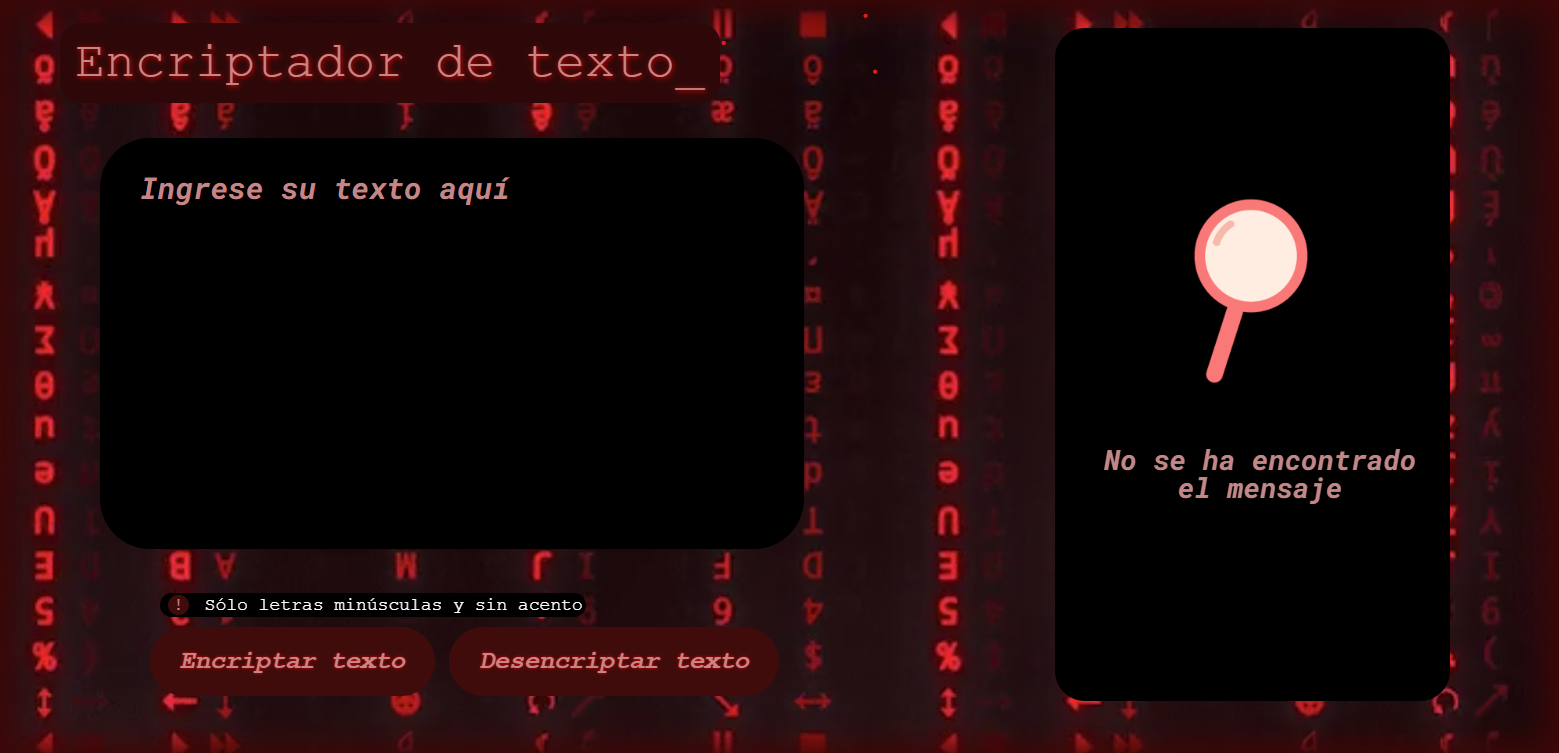 Encriptador de texto_
Ingrese su texto aquí
No se ha encontrado
el mensaje
! Sólo letras minúsculas y sin acento
Encriptar texto
Desencriptar texto